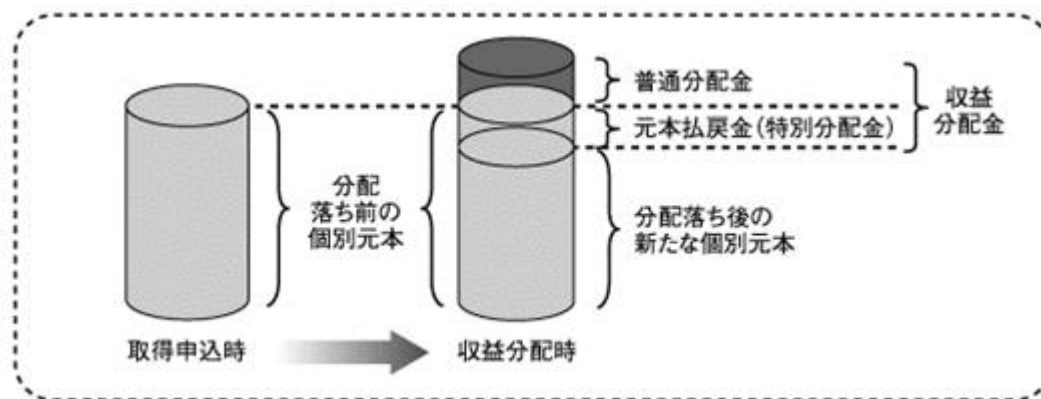 普通分配金
元本払戻金(特別分配金)
収益
分配金
分配
落ち前の
個別元本
分配落ち後の
新たな個別元本
取得申込時
収益分配時